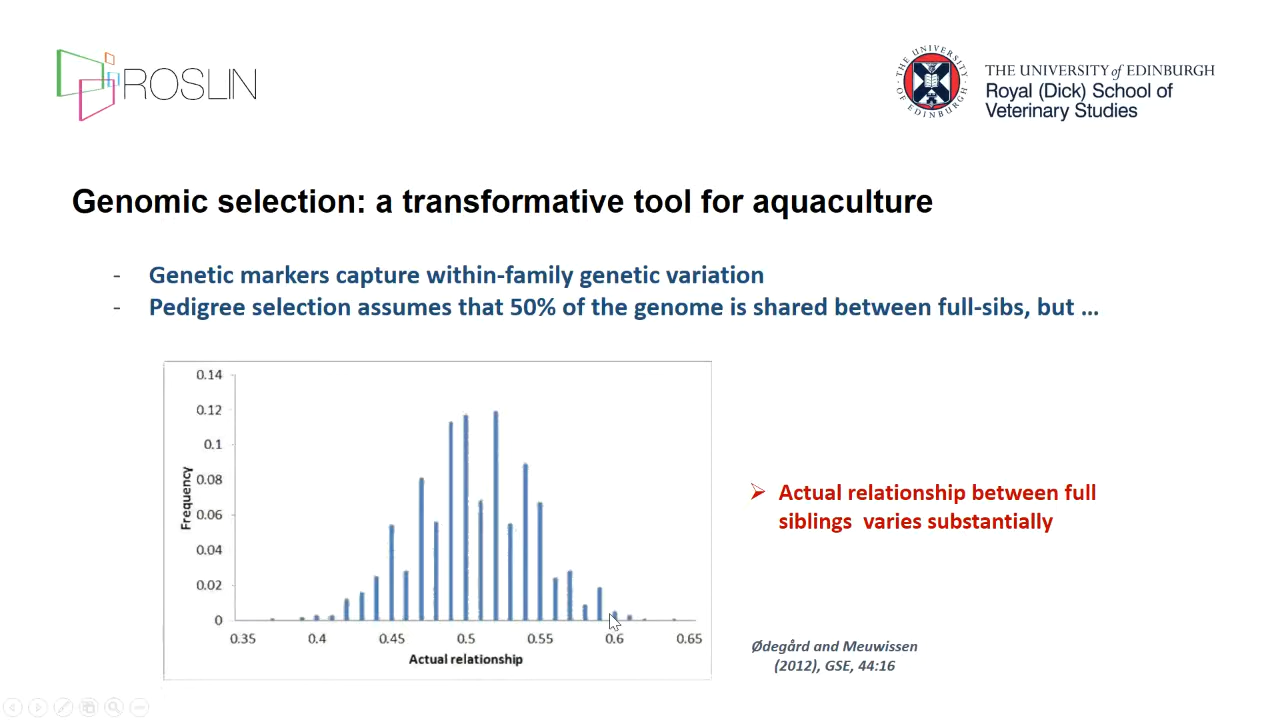 ROSLIN
THE UNIVERSITY OF EDINBURGH
THE UNIVERSITY of EDINBURGH
Royal (Dick) School of
Veterinary Studies
Genomic selection: a transformative tool for aquaculture
- Genetic markers capture within-family genetic variation
- Pedigree selection assumes that 50% of the genome is shared between full-sibs, but ...
0.14
0.12
0.1
0.08
0.06
0.04
0.02
0
Frequency
0.35 0.4 0.45 0.5 0.55 0.6 0.65
Actual relationship
➢ Actual relationship between full
siblings varies substantially
Ødegård and Meuwissen
(2012), GSE, 44:16